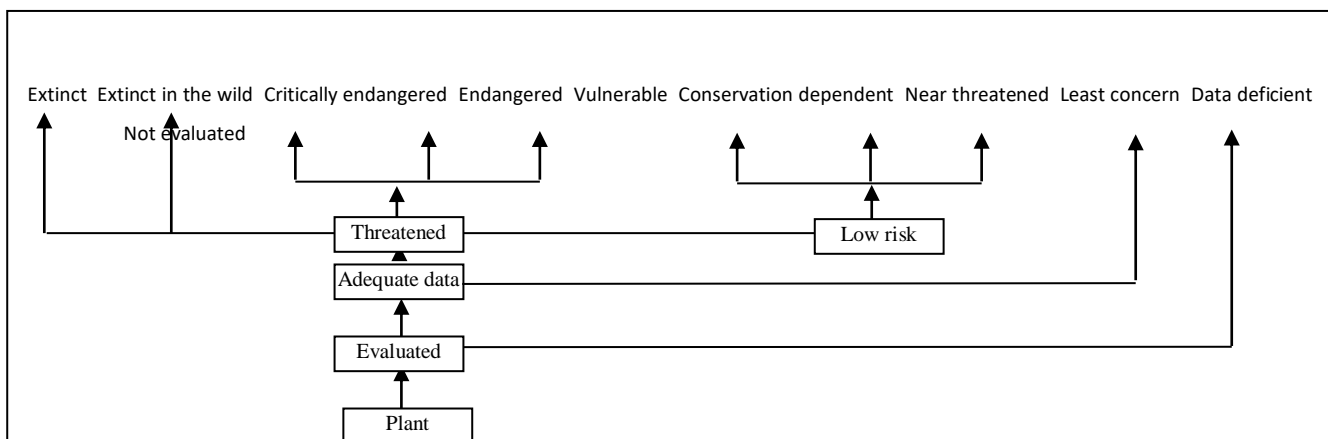 Extinct Extinct in the wild Critically endangered Endangered Vulnerable Conservation dependent Near threatened Least concern Data deficient
Not evaluated
Threatened
Low risk
Adequate data
Evaluated
Plant